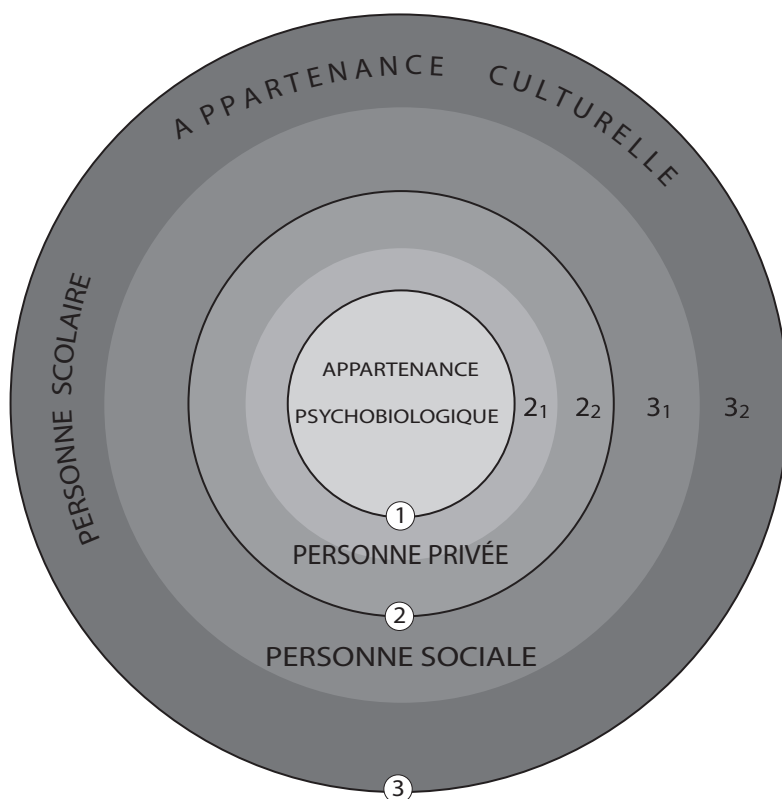 APPARTENANCE CULTURELLE
PERSONNE SCOLAIRE
APPARTENANCE
PSYCHOBIOLOGIQUE
2₁ 2₂ 3₁ 3₂
1
PERSONNE PRIVÉE
2
PERSONNE SOCIALE
3